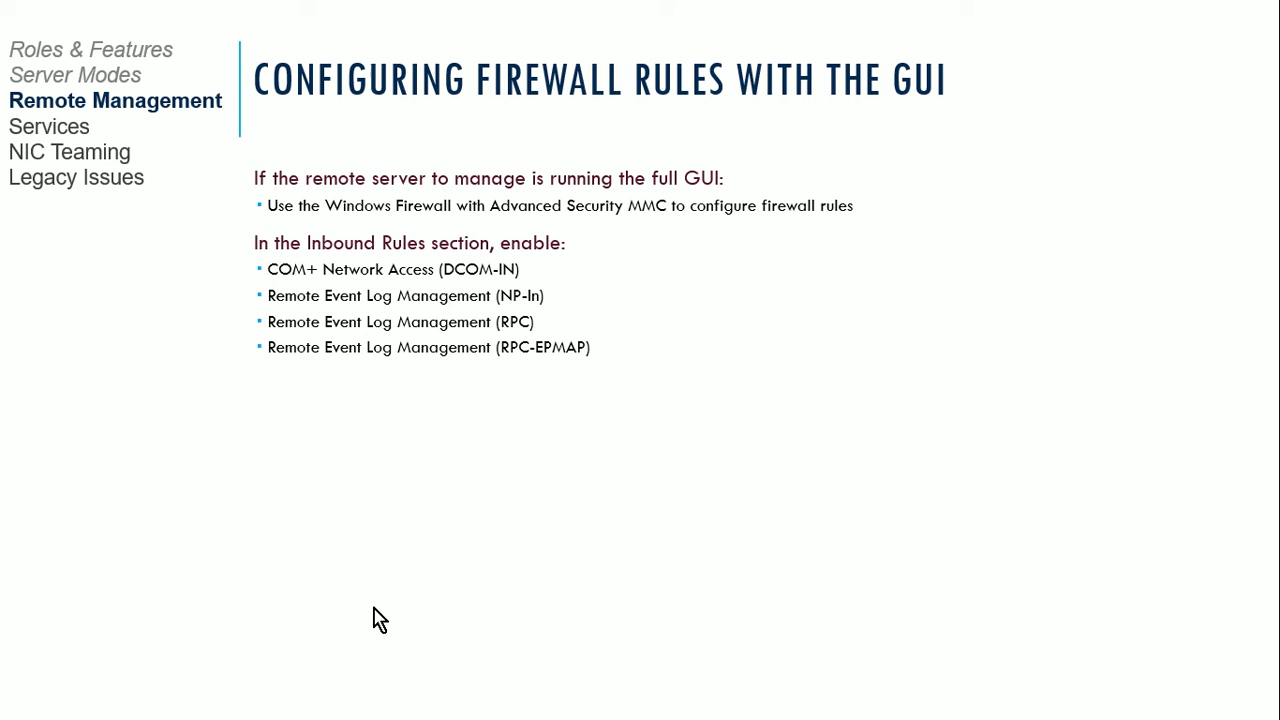 Roles & Features
Server Modes
Remote Management
Services
NIC Teaming
Legacy Issues
CONFIGURING FIREWALL RULES WITH THE GUI
If the remote server to manage is running the full GUI:
▪ Use the Windows Firewall with Advanced Security MMC to configure firewall rules
In the Inbound Rules section, enable:
▪ COM+ Network Access (DCOM-IN)
▪ Remote Event Log Management (NP-In)
▪ Remote Event Log Management (RPC)
▪ Remote Event Log Management (RPC-EPMAP)